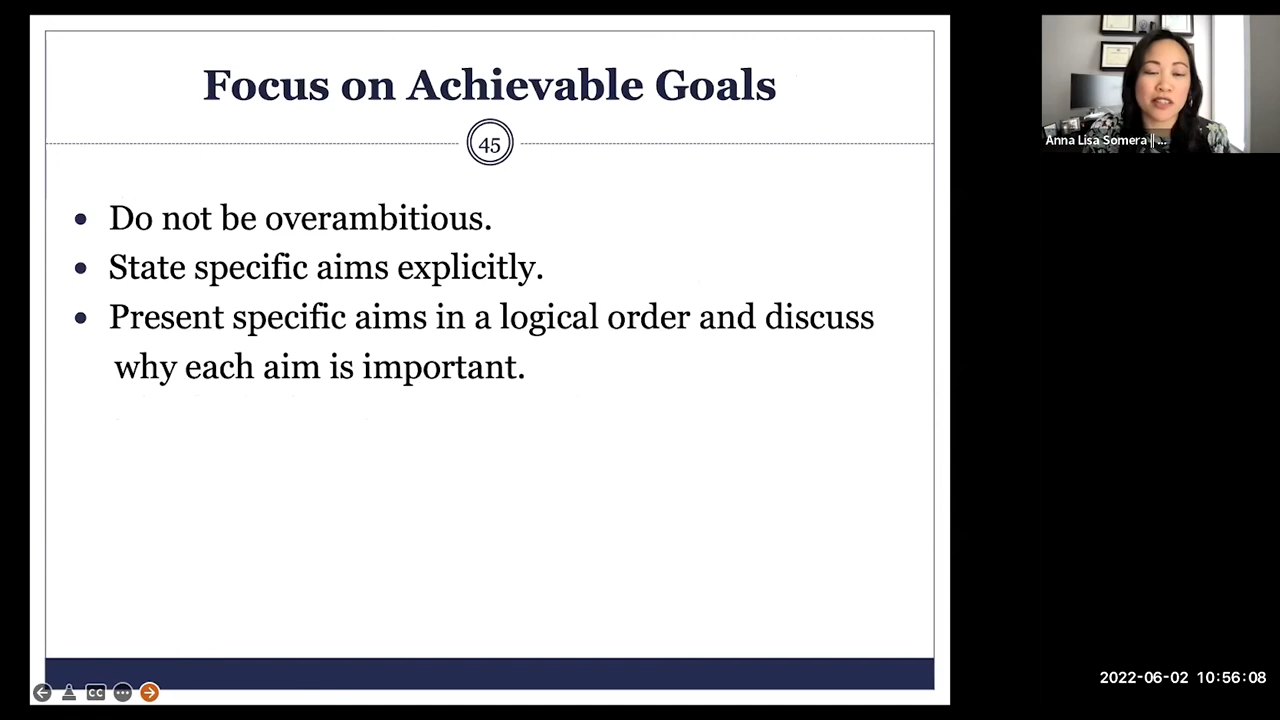 Focus on Achievable Goals
45
• Do not be overambitious.
• State specific aims explicitly.
• Present specific aims in a logical order and discuss
why each aim is important.
Anna Lisa Somera || ...
CC
2022-06-02 10:56:08